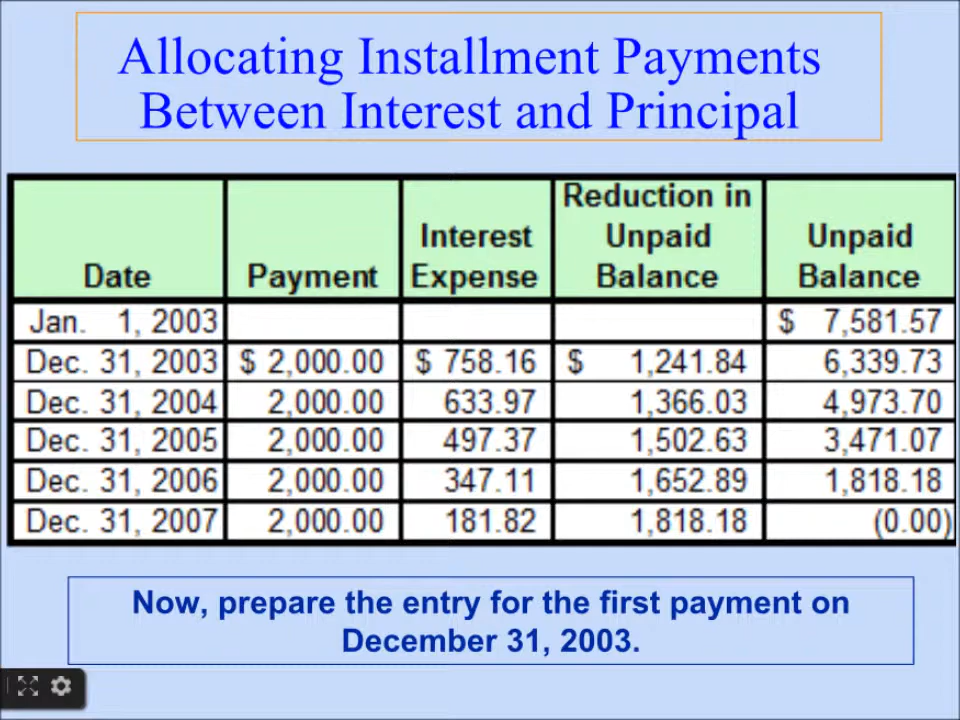 Allocating Installment Payments
Between Interest and Principal
Date Payment Interest Expense Reduction in Unpaid Balance Unpaid Balance
Jan. 1, 2003 $ 7,581.57
Dec. 31, 2003 $ 2,000.00 $ 758.16 $ 1,241.84 6,339.73
Dec. 31, 2004 2,000.00 633.97 1,366.03 4,973.70
Dec. 31, 2005 2,000.00 497.37 1,502.63 3,471.07
Dec. 31, 2006 2,000.00 347.11 1,652.89 1,818.18
Dec. 31, 2007 2,000.00 181.82 1,818.18 (0.00)
Now, prepare the entry for the first payment on
December 31, 2003.